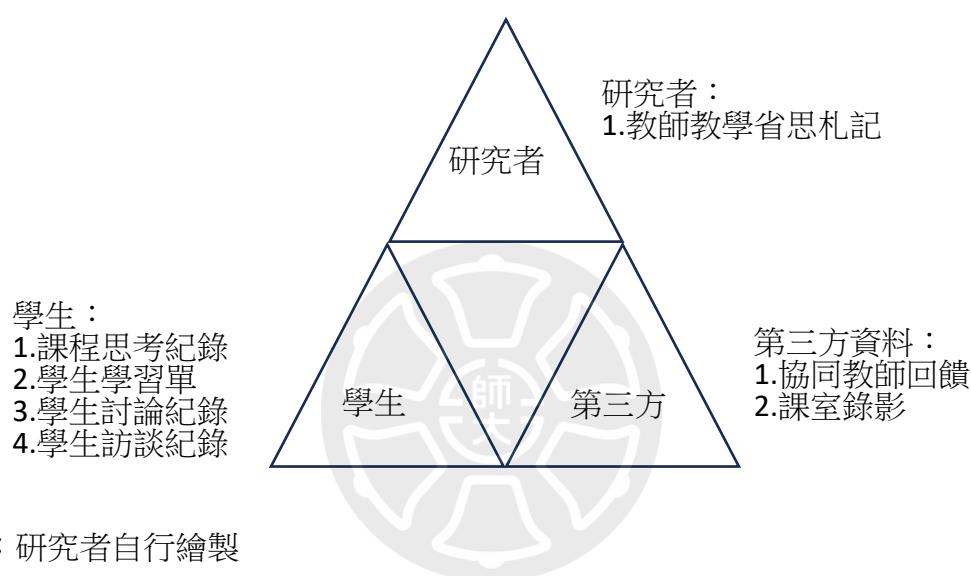 研究者：
1.教師教學省思札記
研究者
學生：
1.課程思考紀錄
2.學生學習單
3.學生討論紀錄
4.學生訪談紀錄
學生
師大
第三方
第三方資料：
1.協同教師回饋
2.課室錄影
：研究者自行繪製